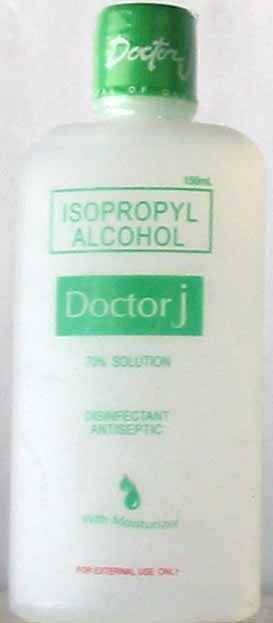 Doctor J
150mL
ISOPROPYL
ALCOHOL
Doctor j
70% SOLUTION
DISINFECTANT
ANTISEPTIC
With Moisturizer
FOR EXTERNAL USE ONLY